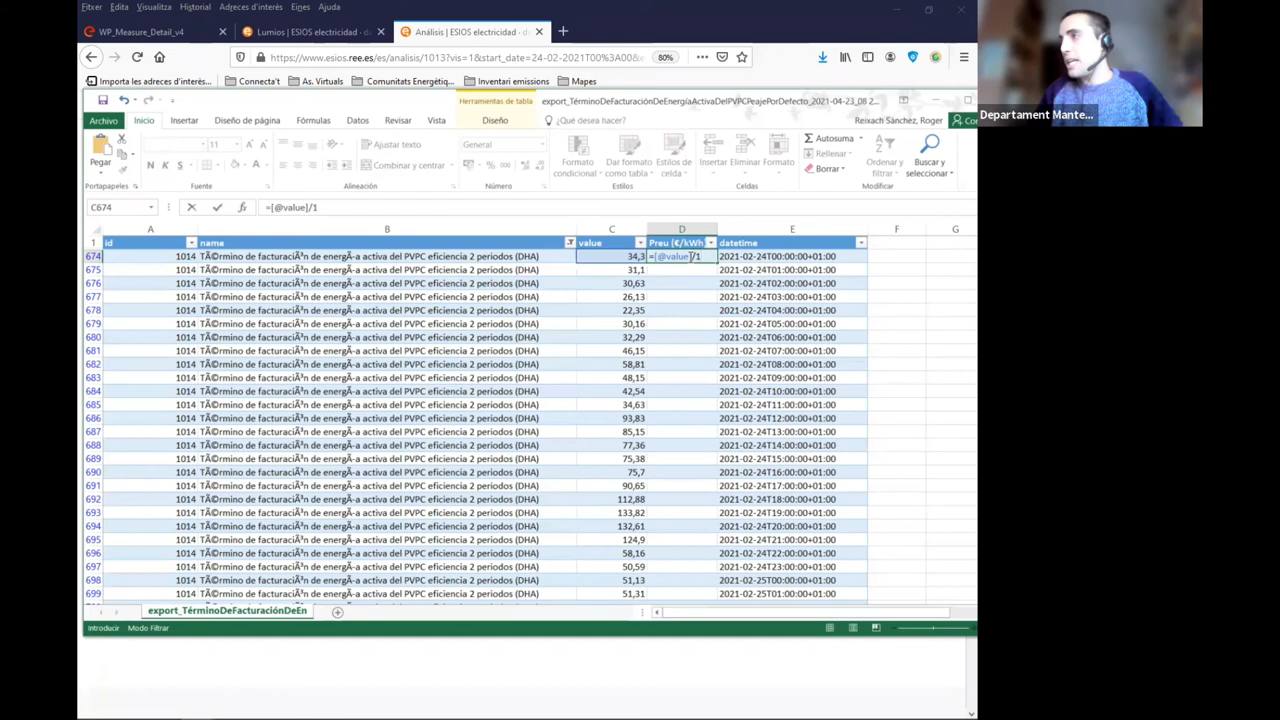 Fitxer Edita Visualitza Historial Adreces d'interès Eines Ajuda
WP_Measure_Detail_v4
Lumios | ESIOS electricidad · da
Análisis | ESIOS electricidad · d
https://www.esios.ree.es/es/analisis/1013?vis=1&start_date=24-02-2021T00%3A00&e
80%
Importa les adreces d'interès...
Connecta't
As. Virtuals
Comunitats Energètiq...
Inventari emissions
Mapes
Herramientas de tabla
export_TérminoDeFacturaciónDeEnergíaActivaDelPVPCPeajePorDefecto_2021-04-23_08 2...
Archivo Inicio Insertar Diseño de página Fórmulas Datos Revisar Vista Diseño ¿Qué desea hacer? Reixach Sánchez, Roger
Pegar
11
N K S
Ajustar texto
Combinar y centrar
General
% 000
Formato condicional
Dar formato como tabla
Estilos de celda
Insertar Eliminar Formato
Autosuma
Rellenar
Borrar
Ordenar y filtrar
Buscar y seleccionar
Portapapeles Fuente Alineación Número Estilos Celdas Modificar
C674 fx =[@value]/1
A B C D E F G
1 id name value Preu (€/kWh) datetime
674 1014 TÃ©rmino de facturaciÃ³n de energÃ­a activa del PVPC eficiencia 2 periodos (DHA) 34,3 =[@value]/1 2021-02-24T00:00:00+01:00
675 1014 TÃ©rmino de facturaciÃ³n de energÃ­a activa del PVPC eficiencia 2 periodos (DHA) 31,1 2021-02-24T01:00:00+01:00
676 1014 TÃ©rmino de facturaciÃ³n de energÃ­a activa del PVPC eficiencia 2 periodos (DHA) 30,63 2021-02-24T02:00:00+01:00
677 1014 TÃ©rmino de facturaciÃ³n de energÃ­a activa del PVPC eficiencia 2 periodos (DHA) 26,13 2021-02-24T03:00:00+01:00
678 1014 TÃ©rmino de facturaciÃ³n de energÃ­a activa del PVPC eficiencia 2 periodos (DHA) 22,35 2021-02-24T04:00:00+01:00
679 1014 TÃ©rmino de facturaciÃ³n de energÃ­a activa del PVPC eficiencia 2 periodos (DHA) 30,16 2021-02-24T05:00:00+01:00
680 1014 TÃ©rmino de facturaciÃ³n de energÃ­a activa del PVPC eficiencia 2 periodos (DHA) 32,29 2021-02-24T06:00:00+01:00
681 1014 TÃ©rmino de facturaciÃ³n de energÃ­a activa del PVPC eficiencia 2 periodos (DHA) 46,15 2021-02-24T07:00:00+01:00
682 1014 TÃ©rmino de facturaciÃ³n de energÃ­a activa del PVPC eficiencia 2 periodos (DHA) 58,81 2021-02-24T08:00:00+01:00
683 1014 TÃ©rmino de facturaciÃ³n de energÃ­a activa del PVPC eficiencia 2 periodos (DHA) 48,15 2021-02-24T09:00:00+01:00
684 1014 TÃ©rmino de facturaciÃ³n de energÃ­a activa del PVPC eficiencia 2 periodos (DHA) 42,54 2021-02-24T10:00:00+01:00
685 1014 TÃ©rmino de facturaciÃ³n de energÃ­a activa del PVPC eficiencia 2 periodos (DHA) 34,63 2021-02-24T11:00:00+01:00
686 1014 TÃ©rmino de facturaciÃ³n de energÃ­a activa del PVPC eficiencia 2 periodos (DHA) 93,83 2021-02-24T12:00:00+01:00
687 1014 TÃ©rmino de facturaciÃ³n de energÃ­a activa del PVPC eficiencia 2 periodos (DHA) 85,15 2021-02-24T13:00:00+01:00
688 1014 TÃ©rmino de facturaciÃ³n de energÃ­a activa del PVPC eficiencia 2 periodos (DHA) 77,36 2021-02-24T14:00:00+01:00
689 1014 TÃ©rmino de facturaciÃ³n de energÃ­a activa del PVPC eficiencia 2 periodos (DHA) 75,38 2021-02-24T15:00:00+01:00
690 1014 TÃ©rmino de facturaciÃ³n de energÃ­a activa del PVPC eficiencia 2 periodos (DHA) 75,7 2021-02-24T16:00:00+01:00
691 1014 TÃ©rmino de facturaciÃ³n de energÃ­a activa del PVPC eficiencia 2 periodos (DHA) 90,65 2021-02-24T17:00:00+01:00
692 1014 TÃ©rmino de facturaciÃ³n de energÃ­a activa del PVPC eficiencia 2 periodos (DHA) 112,88 2021-02-24T18:00:00+01:00
693 1014 TÃ©rmino de facturaciÃ³n de energÃ­a activa del PVPC eficiencia 2 periodos (DHA) 133,82 2021-02-24T19:00:00+01:00
694 1014 TÃ©rmino de facturaciÃ³n de energÃ­a activa del PVPC eficiencia 2 periodos (DHA) 132,61 2021-02-24T20:00:00+01:00
695 1014 TÃ©rmino de facturaciÃ³n de energÃ­a activa del PVPC eficiencia 2 periodos (DHA) 124,9 2021-02-24T21:00:00+01:00
696 1014 TÃ©rmino de facturaciÃ³n de energÃ­a activa del PVPC eficiencia 2 periodos (DHA) 58,16 2021-02-24T22:00:00+01:00
697 1014 TÃ©rmino de facturaciÃ³n de energÃ­a activa del PVPC eficiencia 2 periodos (DHA) 50,59 2021-02-24T23:00:00+01:00
698 1014 TÃ©rmino de facturaciÃ³n de energÃ­a activa del PVPC eficiencia 2 periodos (DHA) 51,13 2021-02-25T00:00:00+01:00
699 1014 TÃ©rmino de facturaciÃ³n de energÃ­a activa del PVPC eficiencia 2 periodos (DHA) 51,31 2021-02-25T01:00:00+01:00
export_TérminoDeFacturaciónDeEn
Introducir Modo Filtrar
Departament Mante...